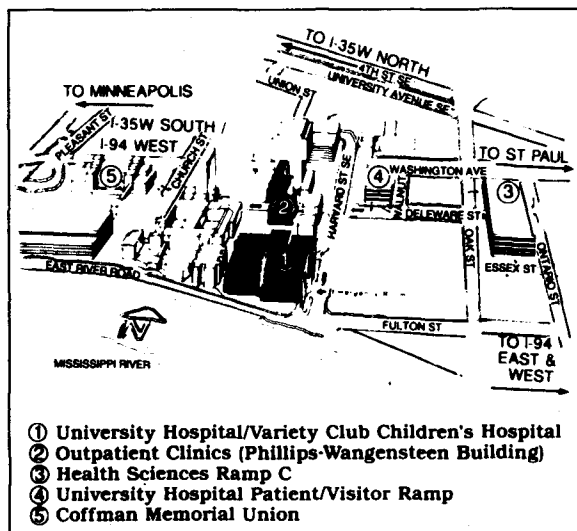 TO I-35W NORTH
4TH ST. SE
UNIVERSITY AVENUE SE
UNION ST
TO MINNEAPOLIS
I-35W SOUTH
I-94 WEST
PLEASANT ST
CHURCH ST
TO ST PAUL
⑤
④
③
②
WASHINGTON AVE
HARVARD ST SE
WALNUT
DELEWARE ST
OAK ST
ONTARIO ST
ESSEX ST
EAST RIVER ROAD
FULTON ST
TO I-94
EAST &
WEST
MISSISSIPPI RIVER
① University Hospital/Variety Club Children's Hospital
② Outpatient Clinics (Phillips-Wangensteen Building)
③ Health Sciences Ramp C
④ University Hospital Patient/Visitor Ramp
⑤ Coffman Memorial Union